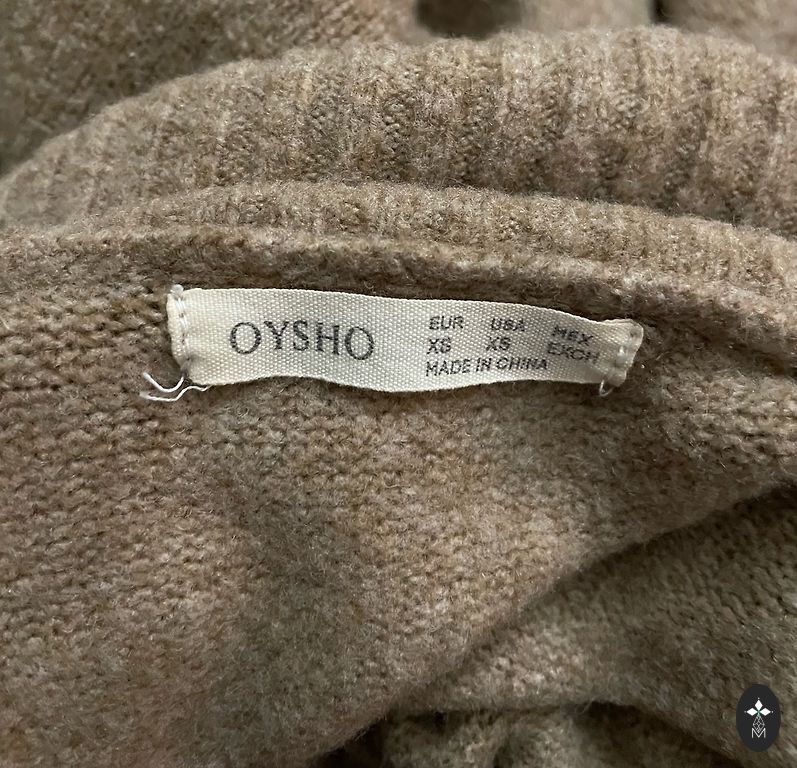 OYSHO
EUR USA MEX
XS XS EXCH
MADE IN CHINA
M